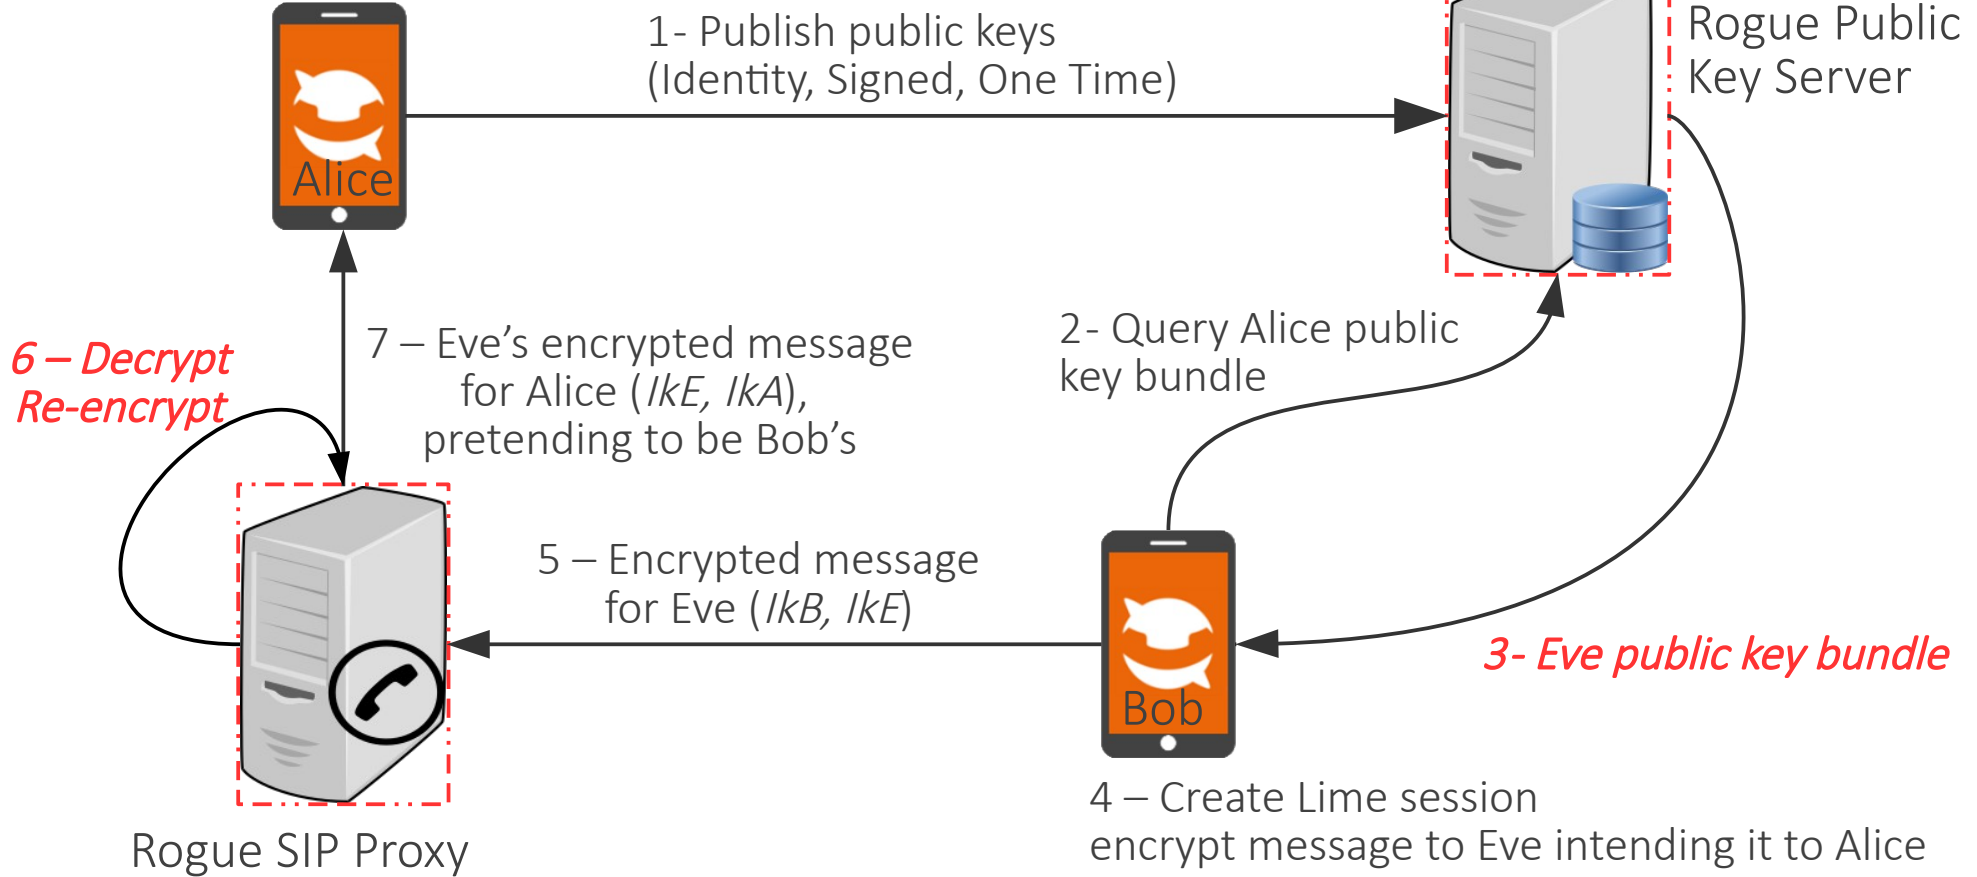 1- Publish public keys
(Identity, Signed, One Time)
Rogue Public
Key Server
Alice
2- Query Alice public
key bundle
6 – Decrypt
Re-encrypt
7 – Eve's encrypted message
for Alice (IkE, IkA),
pretending to be Bob's
5 – Encrypted message
for Eve (IkB, IkE)
3- Eve public key bundle
Bob
4 – Create Lime session
encrypt message to Eve intending it to Alice
Rogue SIP Proxy